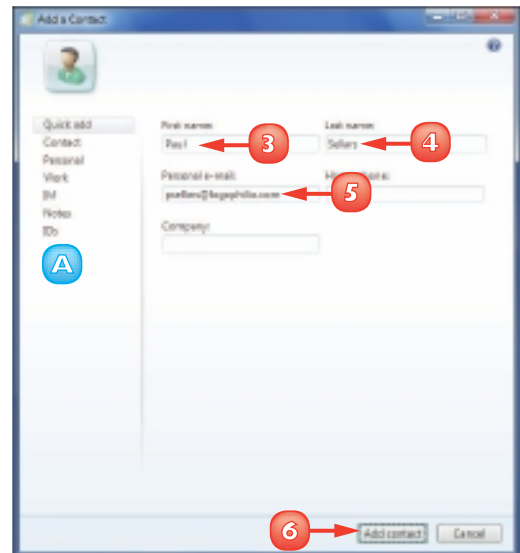 Add a Contact
Quick add
Contact
Personal
Work
IM
Notes
IDs
A
First name:
Paul
3
Last name:
Sellars
4
Personal e-mail:
5
Company:
6
Add contact
Cancel